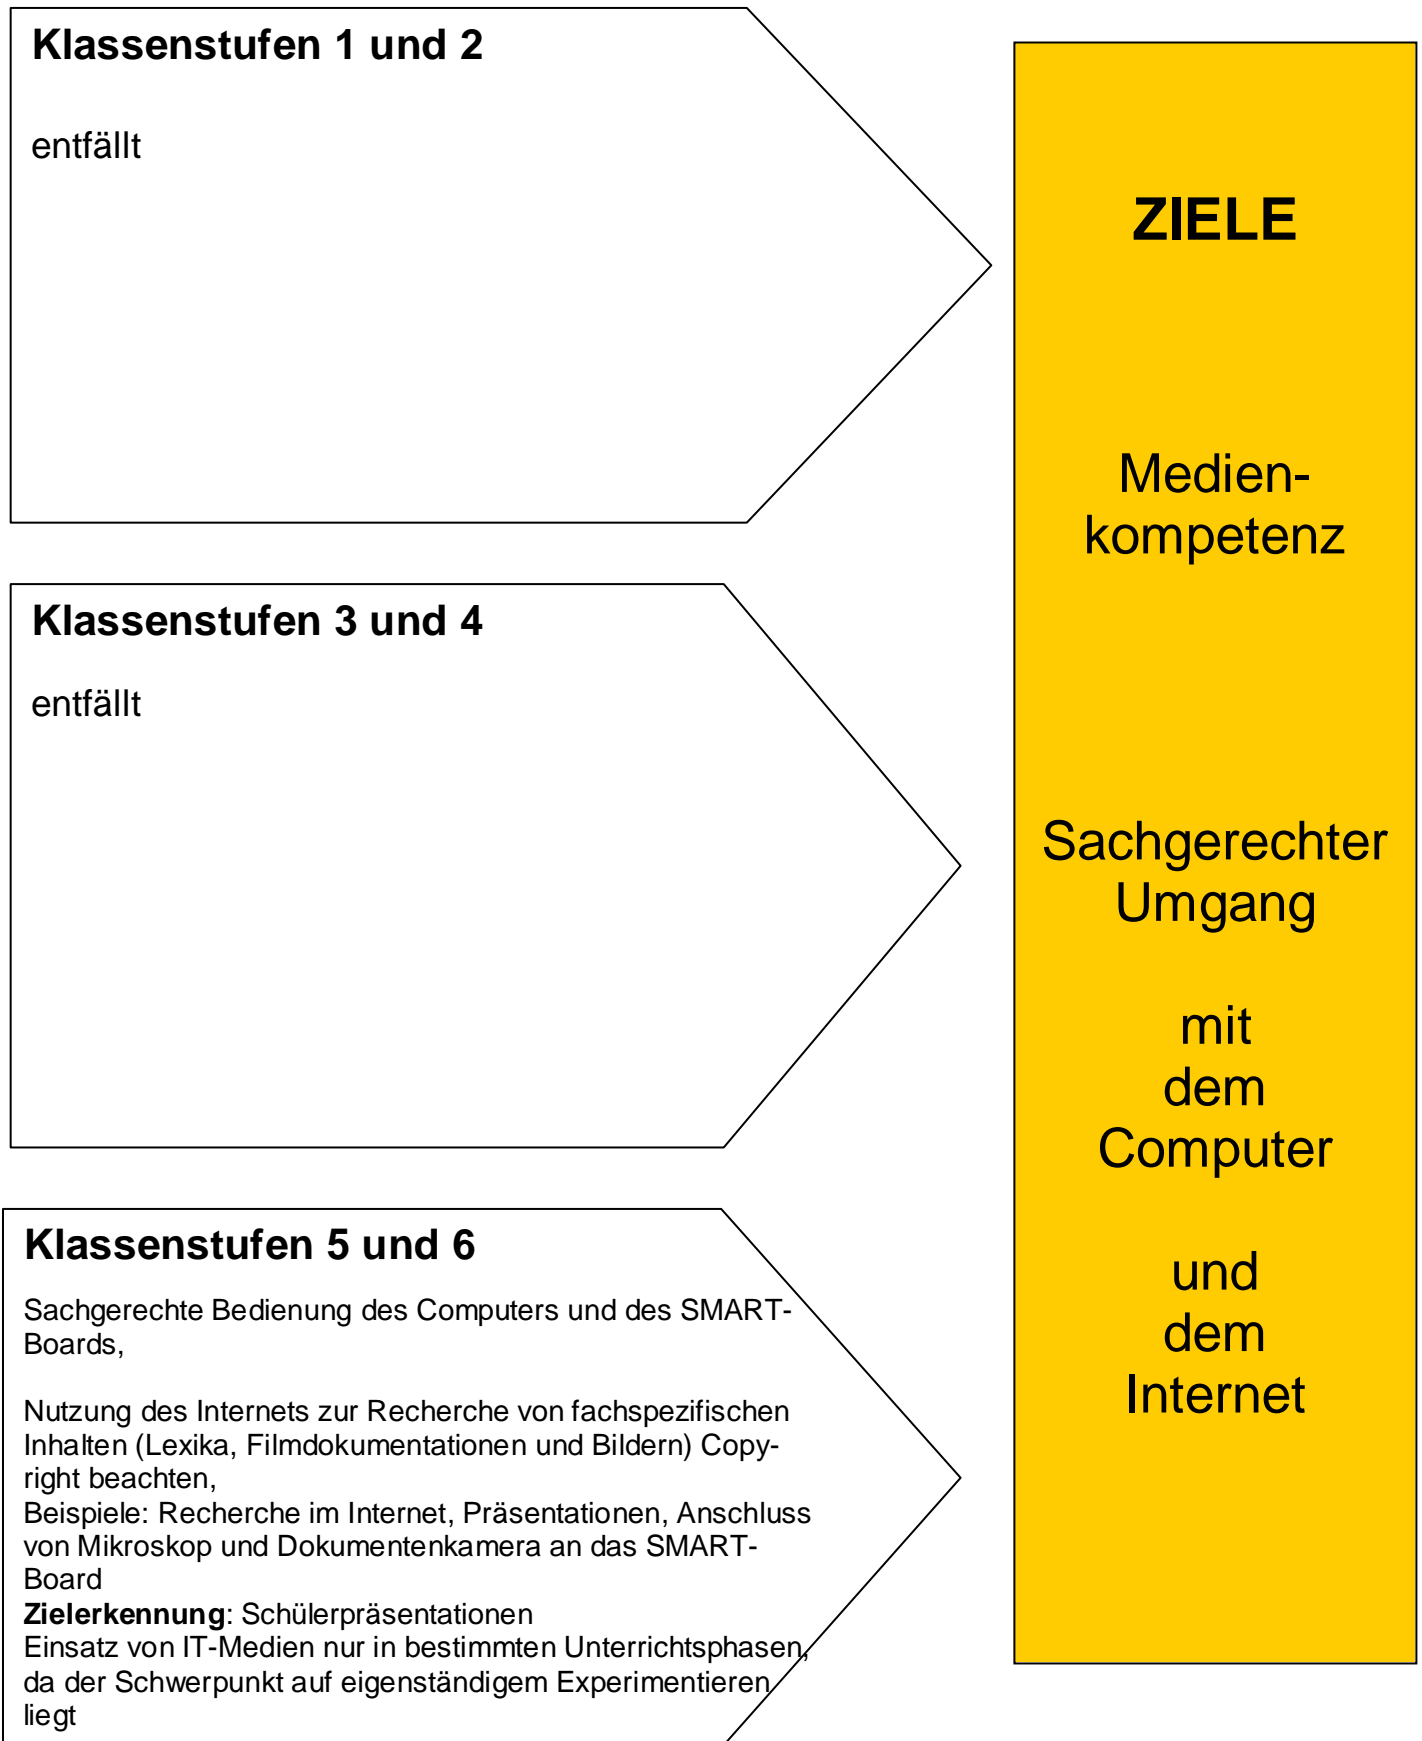 Klassenstufen 1 und 2
entfällt
Klassenstufen 3 und 4
entfällt
Klassenstufen 5 und 6
Sachgerechte Bedienung des Computers und des SMART-
Boards,
Nutzung des Internets zur Recherche von fachspezifischen
Inhalten (Lexika, Filmdokumentationen und Bildern) Copy-
right beachten,
Beispiele: Recherche im Internet, Präsentationen, Anschluss
von Mikroskop und Dokumentenkamera an das SMART-
Board
Zielerkennung: Schülerpräsentationen
Einsatz von IT-Medien nur in bestimmten Unterrichtsphasen,
da der Schwerpunkt auf eigenständigem Experimentieren
liegt
ZIELE
Medien-
kompetenz
Sachgerechter
Umgang
mit
dem
Computer
und
dem
Internet